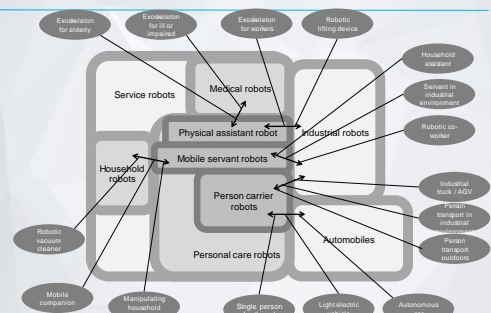 Exoskeleton
for elderly
Exoskeleton
for ill or
impaired
Exoskeleton
for workers
Robotic
lifting device
Household
assistant
Servant in
industrial
environment
Robotic co-
worker
Industrial
truck / AGV
Person
transport in
industrial
Person
transport
outdoors
Service robots
Medical robots
Physical assistant robot
Industrial robots
Mobile servant robots
Household
robots
Person carrier
robots
Automobiles
Personal care robots
Robotic
vacuum
cleaner
Mobile
companion
Manipulating
household
Single person
Light electric
Autonomous